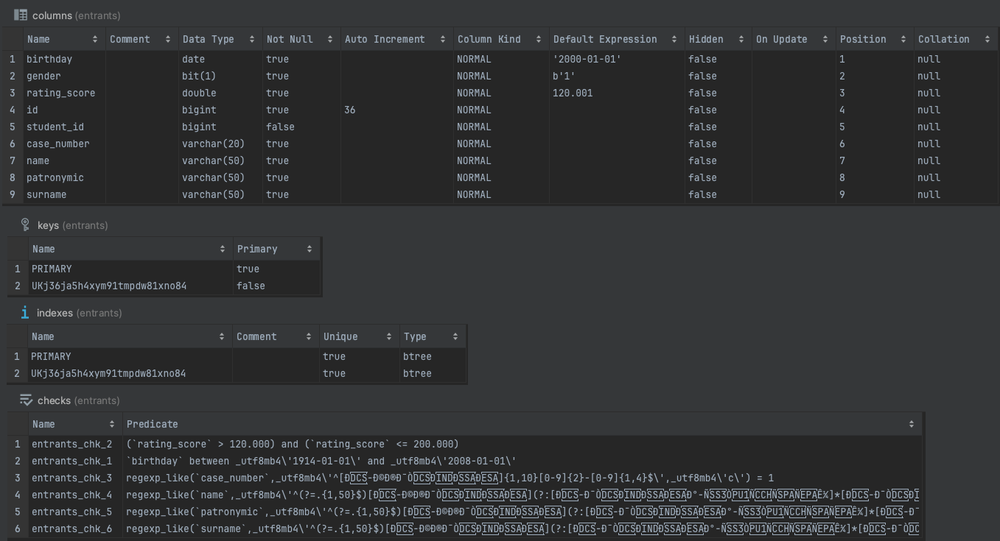 columns (entrants)
Name Comment Data Type Not Null Auto Increment Column Kind Default Expression Hidden On Update Position Collation
1 birthday date true NORMAL '2000-01-01' false 1 null
2 gender bit(1) true NORMAL b'1' false 2 null
3 rating_score double true NORMAL 120.001 false 3 null
4 id bigint true 36 NORMAL false 4 null
5 student_id bigint false NORMAL false 5 null
6 case_number varchar(20) true NORMAL false 6 null
7 name varchar(50) true NORMAL false 7 null
8 patronymic varchar(50) true NORMAL false 8 null
9 surname varchar(50) true NORMAL false 9 null
keys (entrants)
Name Primary
1 PRIMARY true
2 UKj36ja5h4xym91tmpdw81xno84 false
indexes (entrants)
Name Comment Unique Type
1 PRIMARY true btree
2 UKj36ja5h4xym91tmpdw81xno84 true btree
checks (entrants)
Name Predicate
1 entrants_chk_2 (`rating_score` > 120.000) and (`rating_score` <= 200.000)
2 entrants_chk_1 `birthday` between _utf8mb4\'1914-01-01\' and _utf8mb4\'2008-01-01\'
3 entrants_chk_3 regexp_like(`case_number`,_utf8mb4\'^[ÐDCS-Ð©Ð®Ð¯ÒDCSÐINDÐSSAÐESA]{1,10}[0-9]{2}-[0-9]{1,4}$\',_utf8mb4\'c\') = 1
4 entrants_chk_4 regexp_like(`name`,_utf8mb4\'^(?=.{1,50}$)[ÐDCS-Ð©Ð®Ð¯ÒDCSÐINDÐSSAÐESA](?:[ÐDCS-Ð¯ÒDCSÐINDÐSSAÐESAÐ°-ÑSS3ÒPU1ÑCCHÑSPAÑEPAÊ¼]*[ÐDCS-Ð¯ÒDCSÐI
5 entrants_chk_5 regexp_like(`patronymic`,_utf8mb4\'^(?=.{1,50}$)[ÐDCS-Ð©Ð®Ð¯ÒDCSÐINDÐSSAÐESA](?:[ÐDCS-Ð¯ÒDCSÐINDÐSSAÐESAÐ°-ÑSS3ÒPU1ÑCCHÑSPAÑEPAÊ¼]*[ÐDCS-Ð¯
6 entrants_chk_6 regexp_like(`surname`,_utf8mb4\'^(?=.{1,50}$)[ÐDCS-Ð©Ð®Ð¯ÒDCSÐINDÐSSAÐESA](?:[ÐDCS-Ð¯ÒDCSÐINDÐSSAÐESAÐ°-ÑSS3ÒPU1ÑCCHÑSPAÑEPAÊ¼]*[ÐDCS-Ð¯ÒDC